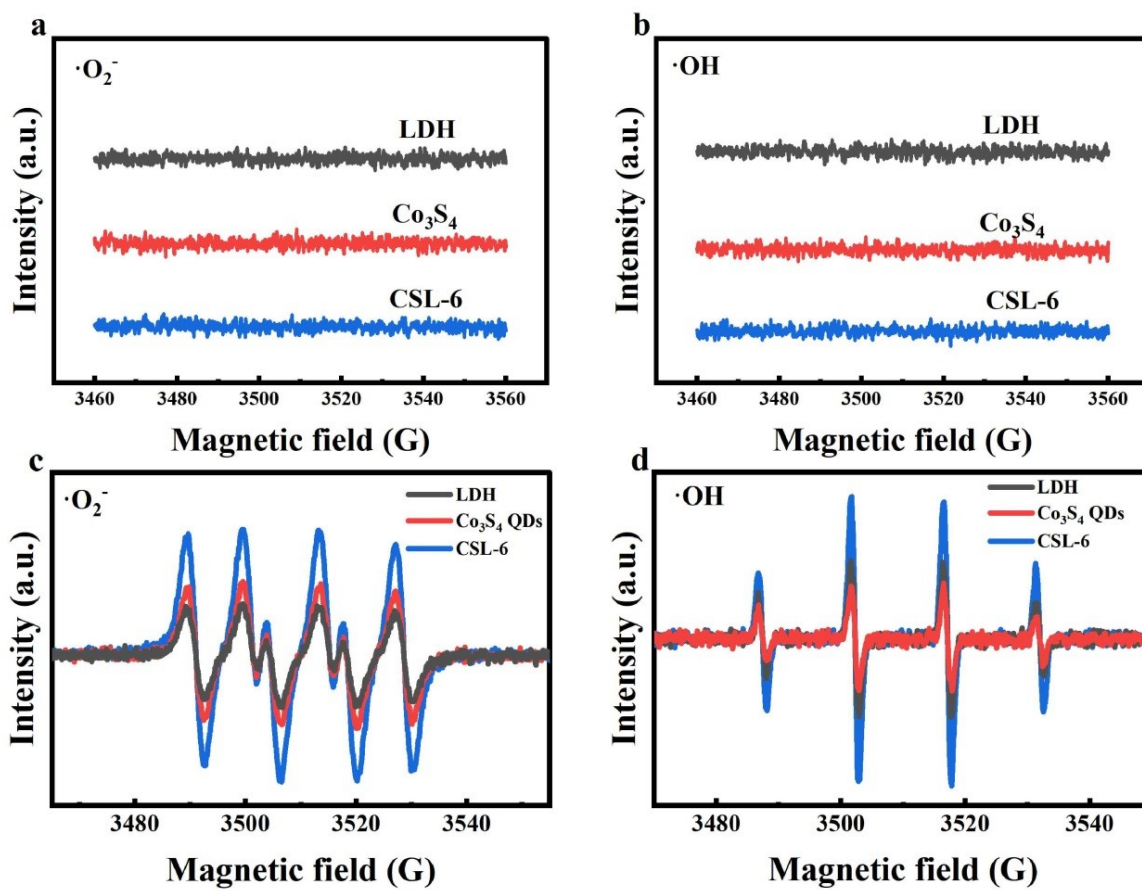 a
·O₂⁻
LDH
Co₃S₄
CSL-6
Intensity (a.u.)
3460 3480 3500 3520 3540 3560
Magnetic field (G)
b
·OH
LDH
Co₃S₄
CSL-6
Intensity (a.u.)
3460 3480 3500 3520 3540 3560
Magnetic field (G)
c
·O₂⁻
LDH
Co₃S₄ QDs
CSL-6
Intensity (a.u.)
3480 3500 3520 3540
Magnetic field (G)
d
·OH
LDH
Co₃S₄ QDs
CSL-6
Intensity (a.u.)
3480 3500 3520 3540
Magnetic field (G)